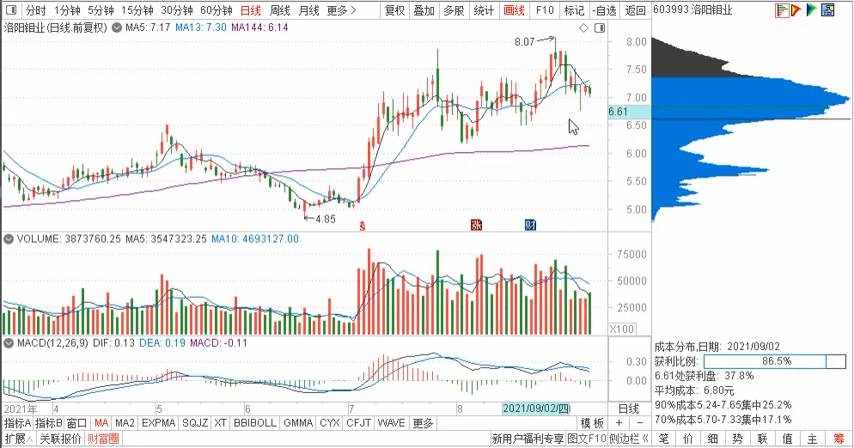 分时 1分钟 5分钟 15分钟 30分钟 60分钟 日线 周线 月线 更多> 复权 叠加 多股 统计 画线 F10 标记 -自选 返回 603993 洛阳钼业
洛阳钼业(日线.前复权) MA5: 7.17 MA13: 7.30 MA144: 6.14
8.07
8.00
7.50
7.00
6.61
6.50
6.00
5.50
5.00
4.85
$ 涨 财
VOLUME: 3873760.25 MA5: 3547323.25 MA10: 4693127.00
75000
50000
25000
X100
MACD(12,26,9) DIF: 0.13 DEA: 0.19 MACD: -0.11
0.30
0.00
成本分布,日期: 2021/09/02
获利比例: 86.5%
6.61处获利盘: 37.8%
平均成本: 6.80元
90%成本5.24-7.65集中25.2%
70%成本5.70-7.33集中17.1%
2021年 4 5 6 7 8 2021/09/02(四) 日线
指标A 指标B 窗口 MA MA2 EXPMA SQJZ XT BBIBOLL GMMA CYX CFJT WAVE 更多 模板 + -
扩展∧ 关联报价 财富圈 新用户福利专享 图文F10 侧边栏《 笔 价 细 势 联 值 主 筹